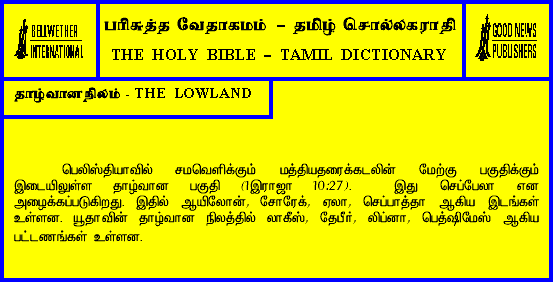 BELLWETHER
INTERNATIONAL
பரிசுத்த வேதாகமம் – தமிழ் சொல்லகராதி
THE HOLY BIBLE – TAMIL DICTIONARY
GOOD NEWS
PUBLISHERS
தாழ்வானநிலம் - THE LOWLAND
பெலிஸ்தியாவில் சமவெளிக்கும் மத்தியதரைக்கடலின் மேற்கு பகுதிக்கும்
இடையிலுள்ள தாழ்வான பகுதி (1இராஜா 10:27). இது செப்பேலா என
அழைக்கப்படுகிறது. இதில் ஆயிலோன், சோரேக், ஏலா, செப்பாத்தா ஆகிய இடங்கள்
உள்ளன. யூதாவின் தாழ்வான நிலத்தில் லாகீஸ், தேபீர், லிப்னா, பெத்ஷிமேஸ் ஆகிய
பட்டணங்கள் உள்ளன.